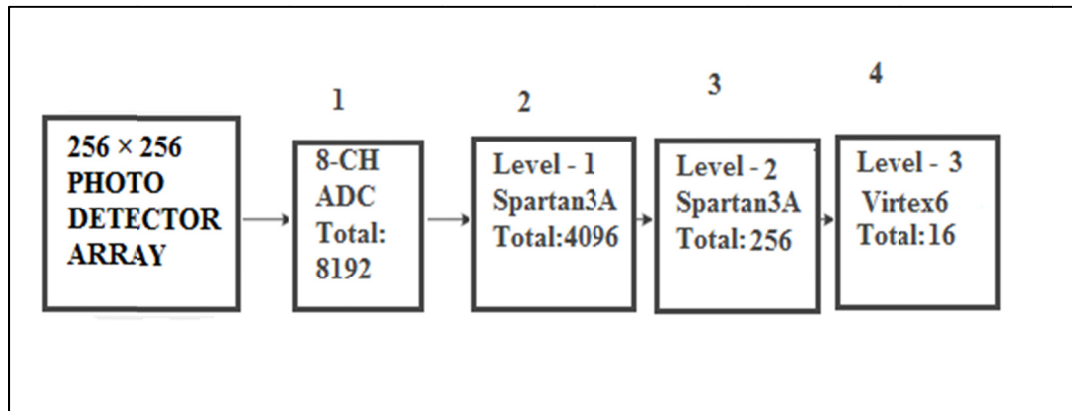 1
2
3
4
256 × 256
PHOTO
DETECTOR
ARRAY
8-CH
ADC
Total:
8192
Level - 1
Spartan3A
Total:4096
Level - 2
Spartan3A
Total:256
Level - 3
Virtex6
Total:16